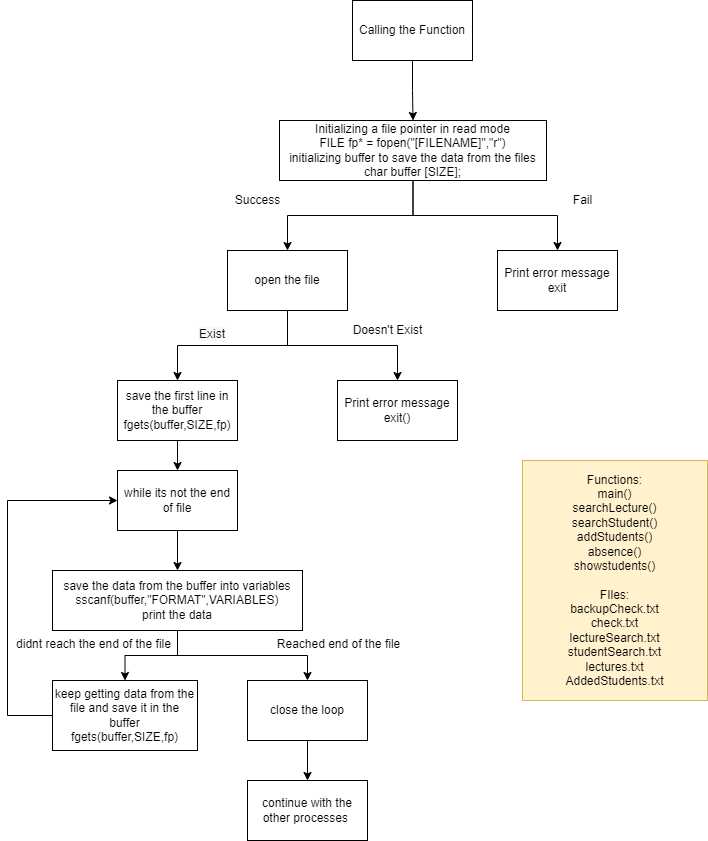 Calling the Function
Initializing a file pointer in read mode
FILE fp* = fopen("[FILENAME]","r")
initializing buffer to save the data from the files
char buffer [SIZE];
Success
Fail
open the file
Print error message
exit
Exist
Doesn't Exist
save the first line in
the buffer
fgets(buffer,SIZE,fp)
Print error message
exit()
while its not the end
of file
save the data from the buffer into variables
sscanf(buffer,"FORMAT",VARIABLES)
print the data
didnt reach the end of the file
Reached end of the file
keep getting data from the
file and save it in the
buffer
fgets(buffer,SIZE,fp)
close the loop
continue with the
other processes
Functions:
main()
searchLecture()
searchStudent()
addStudents()
absence()
showstudents()
FIles:
backupCheck.txt
check.txt
lectureSearch.txt
studentSearch.txt
lectures.txt
AddedStudents.txt